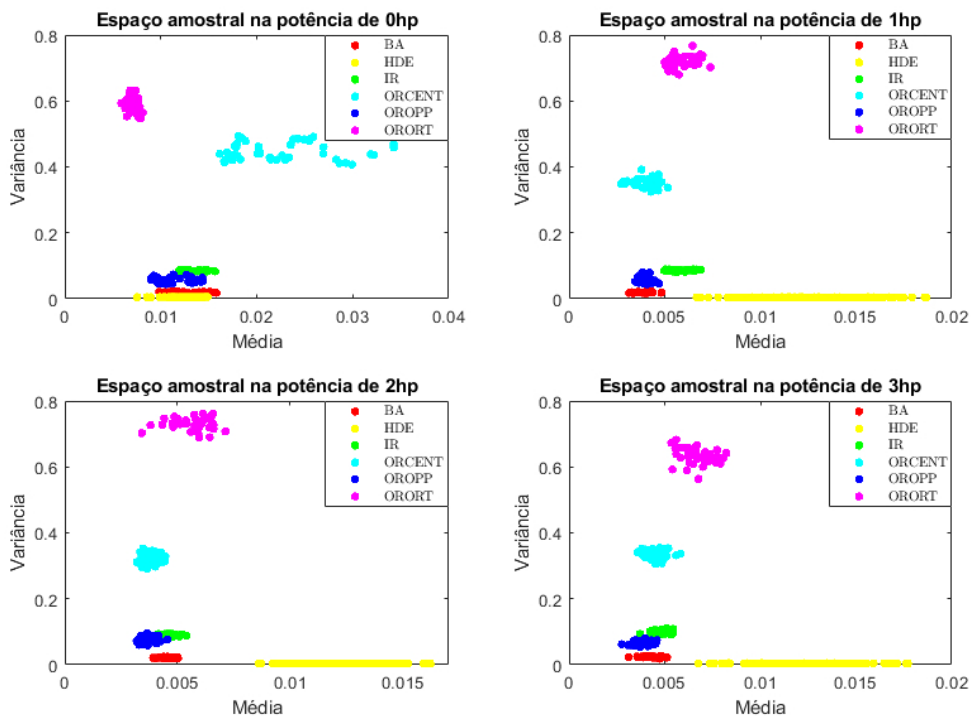 Espaço amostral na potência de 0hp
0.8
0.6
0.4
0.2
0
Variância
0
0.01
0.02
0.03
0.04
Média
BA
HDE
IR
ORCENT
OROPP
ORORT
Espaço amostral na potência de 1hp
0.8
0.6
0.4
0.2
0
Variância
0
0.005
0.01
0.015
0.02
Média
BA
HDE
IR
ORCENT
OROPP
ORORT
Espaço amostral na potência de 2hp
0.8
0.6
0.4
0.2
0
Variância
0
0.005
0.01
0.015
Média
BA
HDE
IR
ORCENT
OROPP
ORORT
Espaço amostral na potência de 3hp
0.8
0.6
0.4
0.2
0
Variância
0
0.005
0.01
0.015
0.02
Média
BA
HDE
IR
ORCENT
OROPP
ORORT